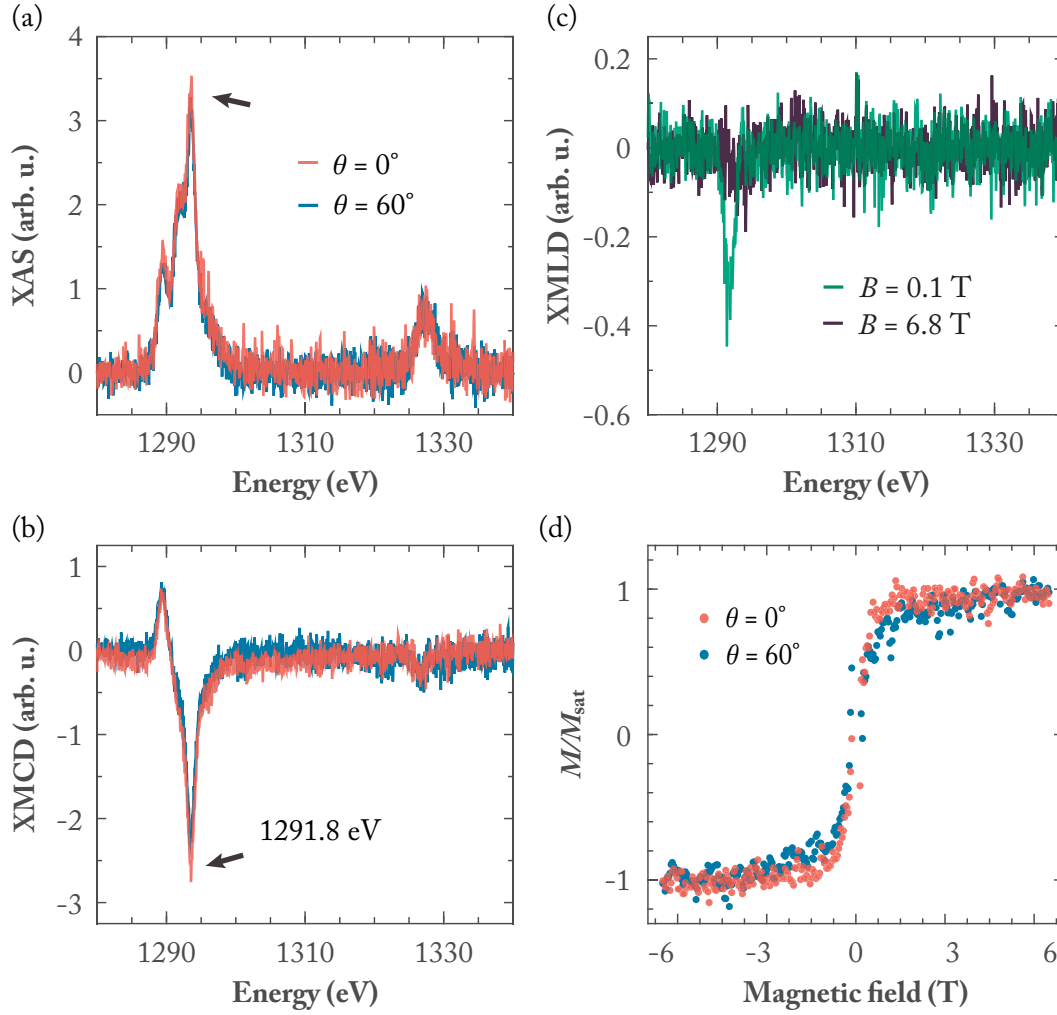 (a)
4
3
2
1
0
XAS (arb. u.)
θ = 0°
θ = 60°
1290
1310
1330
Energy (eV)
(c)
0.2
0
-0.2
-0.4
-0.6
XMLD (arb. u.)
B = 0.1 T
B = 6.8 T
1290
1310
1330
Energy (eV)
(b)
1
0
-1
-2
-3
XMCD (arb. u.)
1291.8 eV
1290
1310
1330
Energy (eV)
(d)
1
0
-1
M/Msat
θ = 0°
θ = 60°
-6
-3
0
3
6
Magnetic field (T)